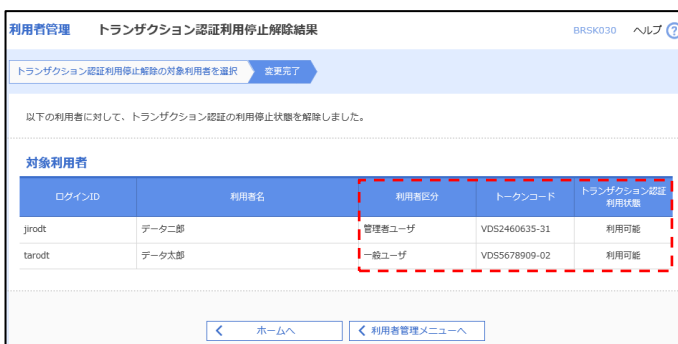 利用者管理 トランザクション認証利用停止解除結果 BRSK030 ヘルプ ?
トランザクション認証利用停止解除の対象利用者を選択 変更完了
以下の利用者に対して、トランザクション認証の利用停止状態を解除しました。
対象利用者
ログインID 利用者名 利用者区分 トークンコード トランザクション認証
利用状態
jirodt データ二郎 管理者ユーザ VDS2460635-31 利用可能
tarodt データ太郎 一般ユーザ VDS5678909-02 利用可能
ホームへ 利用者管理メニューへ